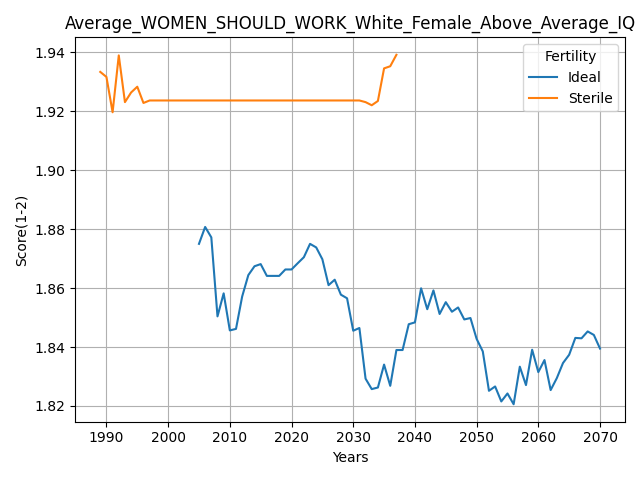 Average_WOMEN_SHOULD_WORK_White_Female_Above_Average_IQ
1.94
1.92
1.90
1.88
1.86
1.84
1.82
Score(1-2)
Fertility
Ideal
Sterile
1990 2000 2010 2020 2030 2040 2050 2060 2070
Years